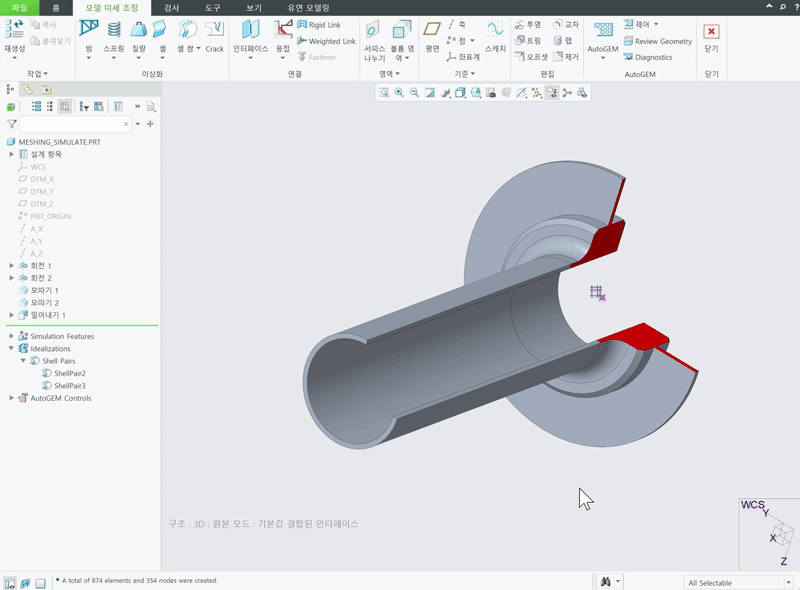 파일 홈 모델 미세 조정 검사 도구 보기 유연 모델링
재생성 복사 붙여넣기
작업
빔 스프링 질량 셸 셸 쌍 Crack
이상화
인터페이스 용접 Rigid Link
Weighted Link
Fastener
연결
서피스 나누기 볼륨 영역
영역
평면 축 점 좌표계 스케치
기준
투명 교차
트림 랩
오프셋 제거
편집
AutoGEM 제어
Review Geometry
Diagnostics
AutoGEM
닫기
닫기
MESHING_SIMULATE.PRT
설계 항목
WCS
DTM_X
DTM_Y
DTM_Z
PNT_ORIGIN
A_X
A_Y
A_Z
회전 1
회전 2
모따기 1
모따기 2
밀어내기 1
Simulation Features
Idealizations
Shell Pairs
ShellPair2
ShellPair3
AutoGEM Controls
구조 : 3D : 원본 모드 : 기본값 결합된 인터페이스
WCS
Y
X
Z
A total of 874 elements and 354 nodes were created.
All Selectable